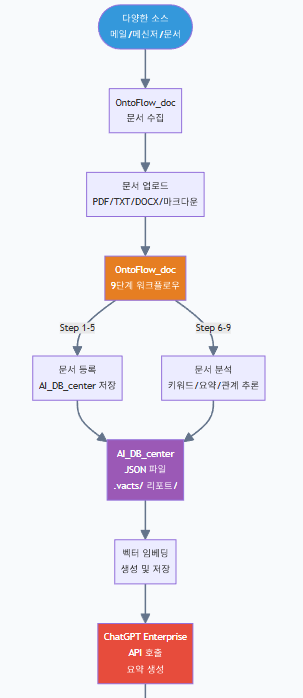 다양한 소스
메일/메신저/문서
OntoFlow_doc
문서 수집
문서 업로드
PDF/TXT/DOCX/마크다운
OntoFlow_doc
9단계 워크플로우
Step 1-5
Step 6-9
문서 등록
AI_DB_center 저장
문서 분석
키워드/요약/관계 추론
AI_DB_center
.JSON 파일
.vacts/ 리포트/
벡터 임베딩
생성 및 저장
ChatGPT Enterprise
API 호출
요약 생성